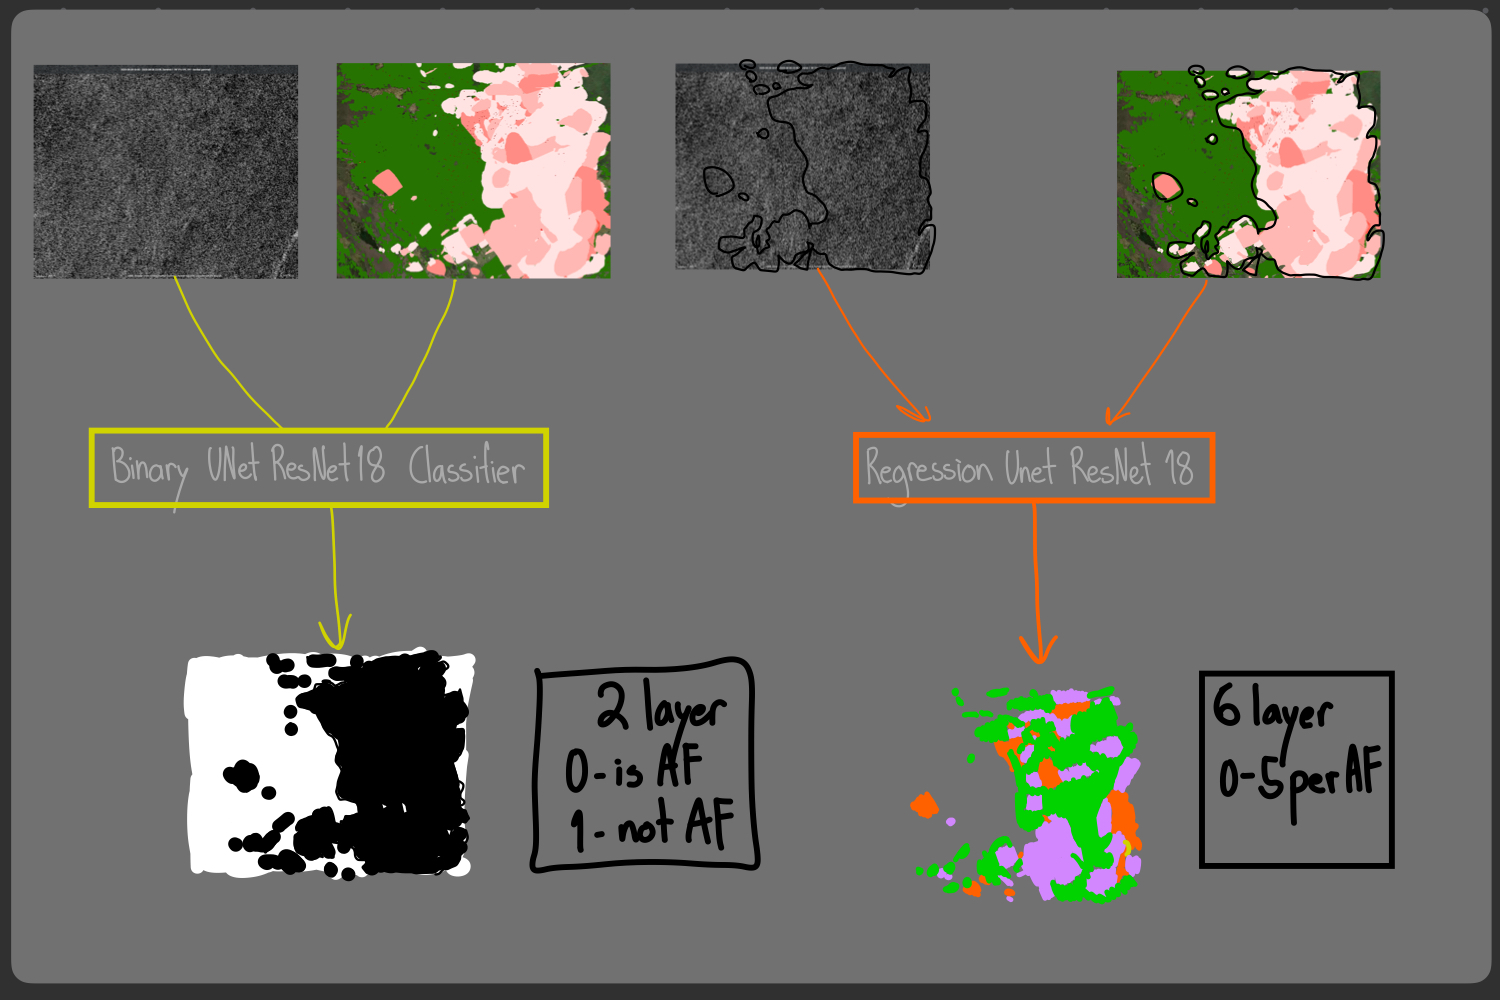 Binary UNet ResNet18 Classifier
Regression Unet ResNet 18
2 layer
0-is AF
1-not AF
6 layer
0-5 per AF